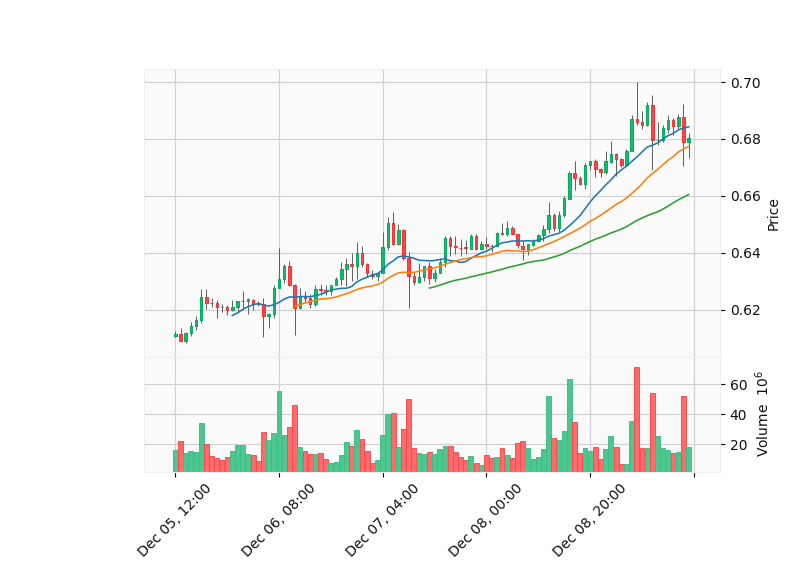 0.70
0.68
0.66
0.64
0.62
Price
60
40
20
Volume 10^6
Dec 05, 12:00
Dec 06, 08:00
Dec 07, 04:00
Dec 08, 00:00
Dec 08, 20:00